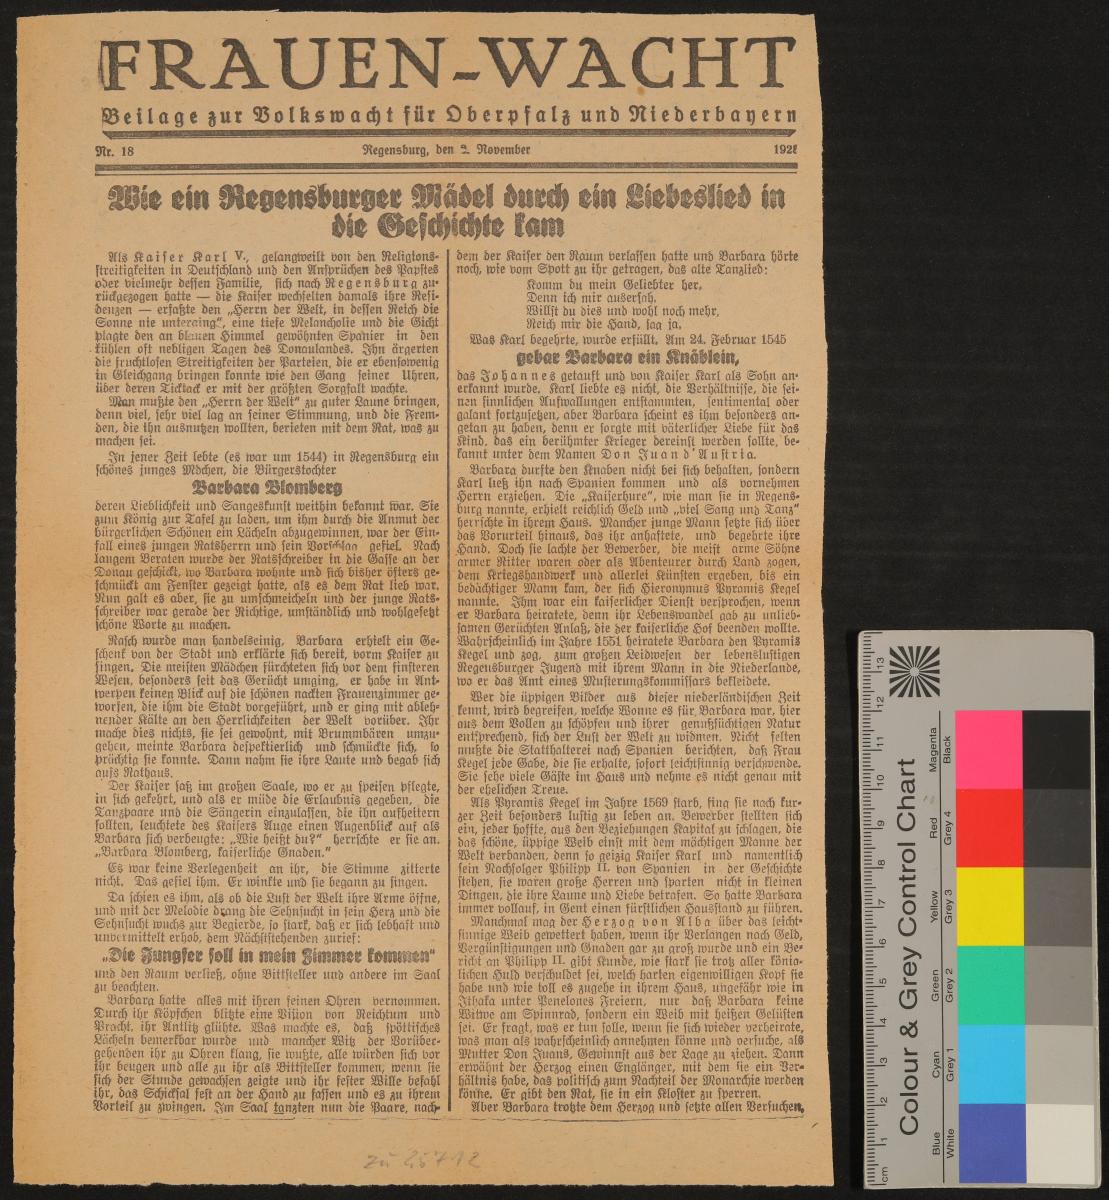 FRAUEN-WACHT
Beilage zur Volkswacht für Oberpfalz und Niederbayern
Nr. 18
Regensburg, den 2. November
192
Wie ein Regensburger Mädel durch ein Liebeslied in
die Geschichte kam
Als Kaiser Karl V., gelangweilt von den Religions-
streitigkeiten in Deutschland und den Ansprüchen des Papstes
oder vielmehr dessen Familie, sich nach Regensburg zu-
rückgezogen hatte — die Kaiser wechselten damals ihre Resi-
denzen — erfaßte den „Herrn der Welt, in dessen Reich die
Sonne nie unterging", eine tiefe Melancholie und die Gicht
plagte den an blauen Himmel gewöhnten Spanier in den
kühlen oft nebligen Tagen des Donaulandes. Ihn ärgerten
die fruchtlosen Streitigkeiten der Parteien, die er ebensowenig
in Gleichgang bringen konnte wie den Gang seiner Uhren,
über deren Ticktack er mit der größten Sorgfalt wachte.
Man mußte den „Herrn der Welt" zu guter Laune bringen,
denn viel, sehr viel lag an seiner Stimmung, und die Frem-
den, die ihn ausnutzen wollten, berieten mit dem Rat, was zu
machen sei.
In jener Zeit lebte (es war um 1544) in Regensburg ein
schönes junges Mdchen, die Bürgerstochter
Barbara Blomberg
deren Lieblichkeit und Sangeskunst weithin bekannt war. Sie
zum König zur Tafel zu laden, um ihm durch die Anmut der
bürgerlichen Schönen ein Lächeln abzugewinnen, war der Ein-
fall eines jungen Ratsherrn und sein Vorschlag gefiel. Nach
langem Beraten wurde der Ratsschreiber in die Gasse an der
Donau geschickt, wo Barbara wohnte und sich bisher öfters ge-
schmückt am Fenster gezeigt hatte, als es dem Rat lieb war.
Nun galt es aber, sie zu umschmeicheln und der junge Rats-
schreiber war gerade der Richtige, umständlich und wohlgesetzt
schöne Worte zu machen.
Rasch wurde man handelseinig, Barbara erhielt ein Ge-
schenk von der Stadt und erklärte sich bereit, vorm Kaiser zu
singen. Die meisten Mädchen fürchteten sich vor dem finsteren
Wesen, besonders seit das Gerücht umging, er habe in Ant-
werpen keinen Blick auf die schönen nackten Frauenzimmer ge-
worfen, die ihm die Stadt vorgeführt, und er ging mit ableh-
nender Kälte an den Herrlichkeiten der Welt vorüber. Ihr
mache dies nichts, sie sei gewohnt, mit Brummbären umzu-
gehen, meinte Barbara despektierlich und schmückte sich, so
prächtig sie konnte. Dann nahm sie ihre Laute und begab sich
aufs Rathaus.
Der Kaiser saß im großen Saale, wo er zu speisen pflegte,
in sich gekehrt, und als er müde die Erlaubnis gegeben, die
Tanzpaare und die Sängerin einzulassen, die ihn aufheitern
sollten, leuchtete des Kaisers Auge einen Augenblick auf als
Barbara sich verbeugte: „Wie heißt du?" herrschte er sie an.
„Barbara Blomberg, kaiserliche Gnaden."
Es war keine Verlegenheit an ihr, die Stimme zitterte
nicht. Das gefiel ihm. Er winkte und sie begann zu singen.
Da schien es ihm, als ob die Lust der Welt ihre Arme öffne,
und mit der Melodie drang die Sehnsucht in sein Herz und die
Sehnsucht wuchs zur Begierde, so stark, daß er sich lebhaft und
unvermittelt erhob, dem Nächststehenden zurief:
„Die Jungfer soll in mein Zimmer kommen"
und den Raum verließ, ohne Bittsteller und andere im Saal
zu beachten.
Barbara hatte alles mit ihren feinen Ohren vernommen.
Durch ihr Köpfchen blitzte eine Vision von Reichtum und
Pracht, ihr Antlitz glühte. Was machte es, daß spöttisches
Lächeln bemerkbar wurde und mancher Witz der Vorüber-
gehenden ihr zu Ohren klang, sie wußte, alle würden sich vor
ihr beugen und alle zu ihr als Bittsteller kommen, wenn sie
sich der Stunde gewachsen zeigte und ihr fester Wille befahl
ihr, das Schicksal fest an der Hand zu fassen und es zu ihrem
Vorteil zu zwingen. Im Saal tanzten nun die Paare, nach-
dem der Kaiser den Raum verlassen hatte und Barbara hörte
noch, wie vom Spott zu ihr getragen, das alte Tanzlied:
Komm du mein Geliebter her,
Denn ich mir ausersah,
Willst du dies und wohl noch mehr,
Reich mir die Hand, sag ja.
Was Karl begehrte, wurde erfüllt. Am 24. Februar 1545
gebar Barbara ein Knäblein,
das Johannes getauft und von Kaiser Karl als Sohn an-
erkannt wurde. Karl liebte es nicht, die Verhältnisse, die sei-
nen sinnlichen Aufwallungen entstammten, sentimental oder
galant fortzusetzen, aber Barbara scheint es ihm besonders an-
getan zu haben, denn er sorgte mit väterlicher Liebe für das
Kind, das ein berühmter Krieger dereinst werden sollte, be-
kannt unter dem Namen Don Juan d'Austria.
Barbara durfte den Knaben nicht bei sich behalten, sondern
Karl ließ ihn nach Spanien kommen und als vornehmen
Herrn erziehen. Die „Kaiserhure", wie man sie in Regens-
burg nannte, erhielt reichlich Geld und „viel Sang und Tanz"
herrschte in ihrem Haus. Mancher junge Mann setzte sich über
das Vorurteil hinaus, das ihr anhaftete, und begehrte ihre
Hand. Doch sie lachte der Bewerber, die meist arme Söhne
armer Ritter waren oder als Abenteurer durch Land zogen,
dem Kriegshandwerk und allerlei Künsten ergeben, bis ein
bedächtiger Mann kam, der sich Hieronymus Pyramis Kegel
nannte. Ihm war ein kaiserlicher Dienst versprochen, wenn
er Barbara heiratete, denn ihr Lebenswandel gab zu unlieb-
samen Gerüchten Anlaß, die der kaiserliche Hof beenden wollte.
Wahrscheinlich im Jahre 1551 heiratete Barbara den Pyramis
Kegel und zog, zum großen Leidwesen der lebenslustigen
Regensburger Jugend mit ihrem Mann in die Niederlande,
wo er das Amt eines Musterungskommissars bekleidete.
Wer die üppigen Bilder aus dieser niederländischen Zeit
kennt, wird begreifen, welche Wonne es für Barbara war, hier
aus dem Vollen zu schöpfen und ihrer genußsüchtigen Natur
entsprechend, sich der Lust der Welt zu widmen. Nicht selten
mußte die Statthalterei nach Spanien berichten, daß Frau
Kegel jede Gabe, die sie erhalte, sofort leichtsinnig verschwende.
Sie sehe viele Gäste im Haus und nehme es nicht genau mit
der ehelichen Treue.
Als Pyramis Kegel im Jahre 1569 starb, fing sie nach kur-
zer Zeit besonders lustig zu leben an. Bewerber stellten sich
ein, jeder hoffte, aus den Beziehungen Kapital zu schlagen, die
das schöne, üppige Weib einst mit dem mächtigen Manne der
Welt verbanden, denn so geizig Kaiser Karl und namentlich
sein Nachfolger Philipp II. von Spanien in der Geschichte
stehen, sie waren große Herren und sparten nicht in kleinen
Dingen, die ihre Laune und Liebe betrafen. So hatte Barbara
immer vollauf, in Gent einen fürstlichen Hausstand zu führen.
Manchmal mag der Herzog von Alba über das leicht-
sinnige Weib gewettert haben, wenn ihr Verlangen nach Geld,
Vergünstigungen und Gnaden gar zu groß wurde und ein Be-
richt an Philipp II. gibt Kunde, wie stark sie trotz aller könig-
lichen Huld verschuldet sei, welch harten eigenwilligen Kopf sie
habe und wie toll es zugehe in ihrem Haus, ungefähr wie in
Ithaka unter Penelopes Freiern, nur daß Barbara keine
Witwe am Spinnrad, sondern ein Weib mit heißen Gelüsten
sei. Er fragt, was er tun solle, wenn sie sich wieder verheirate,
was man als wahrscheinlich annehmen könne und versuche, als
Mutter Don Juans, Gewinnst aus der Lage zu ziehen. Dann
erwähnt der Herzog einen Engländer, mit dem sie ein Ver-
hältnis habe, das politisch zum Nachteil der Monarchie werden
könne. Er gibt den Rat, sie in ein Kloster zu sperren.
Aber Barbara trotzte dem Herzog und setzte allen Versuchen,
zu 25712
Colour & Grey Control Chart
Blue Cyan Green Yellow Red Magenta
White Grey 1 Grey 2 Grey 3 Grey 4 Black
cm 1 2 3 4 5 6 7 8 9 10 11 12 13